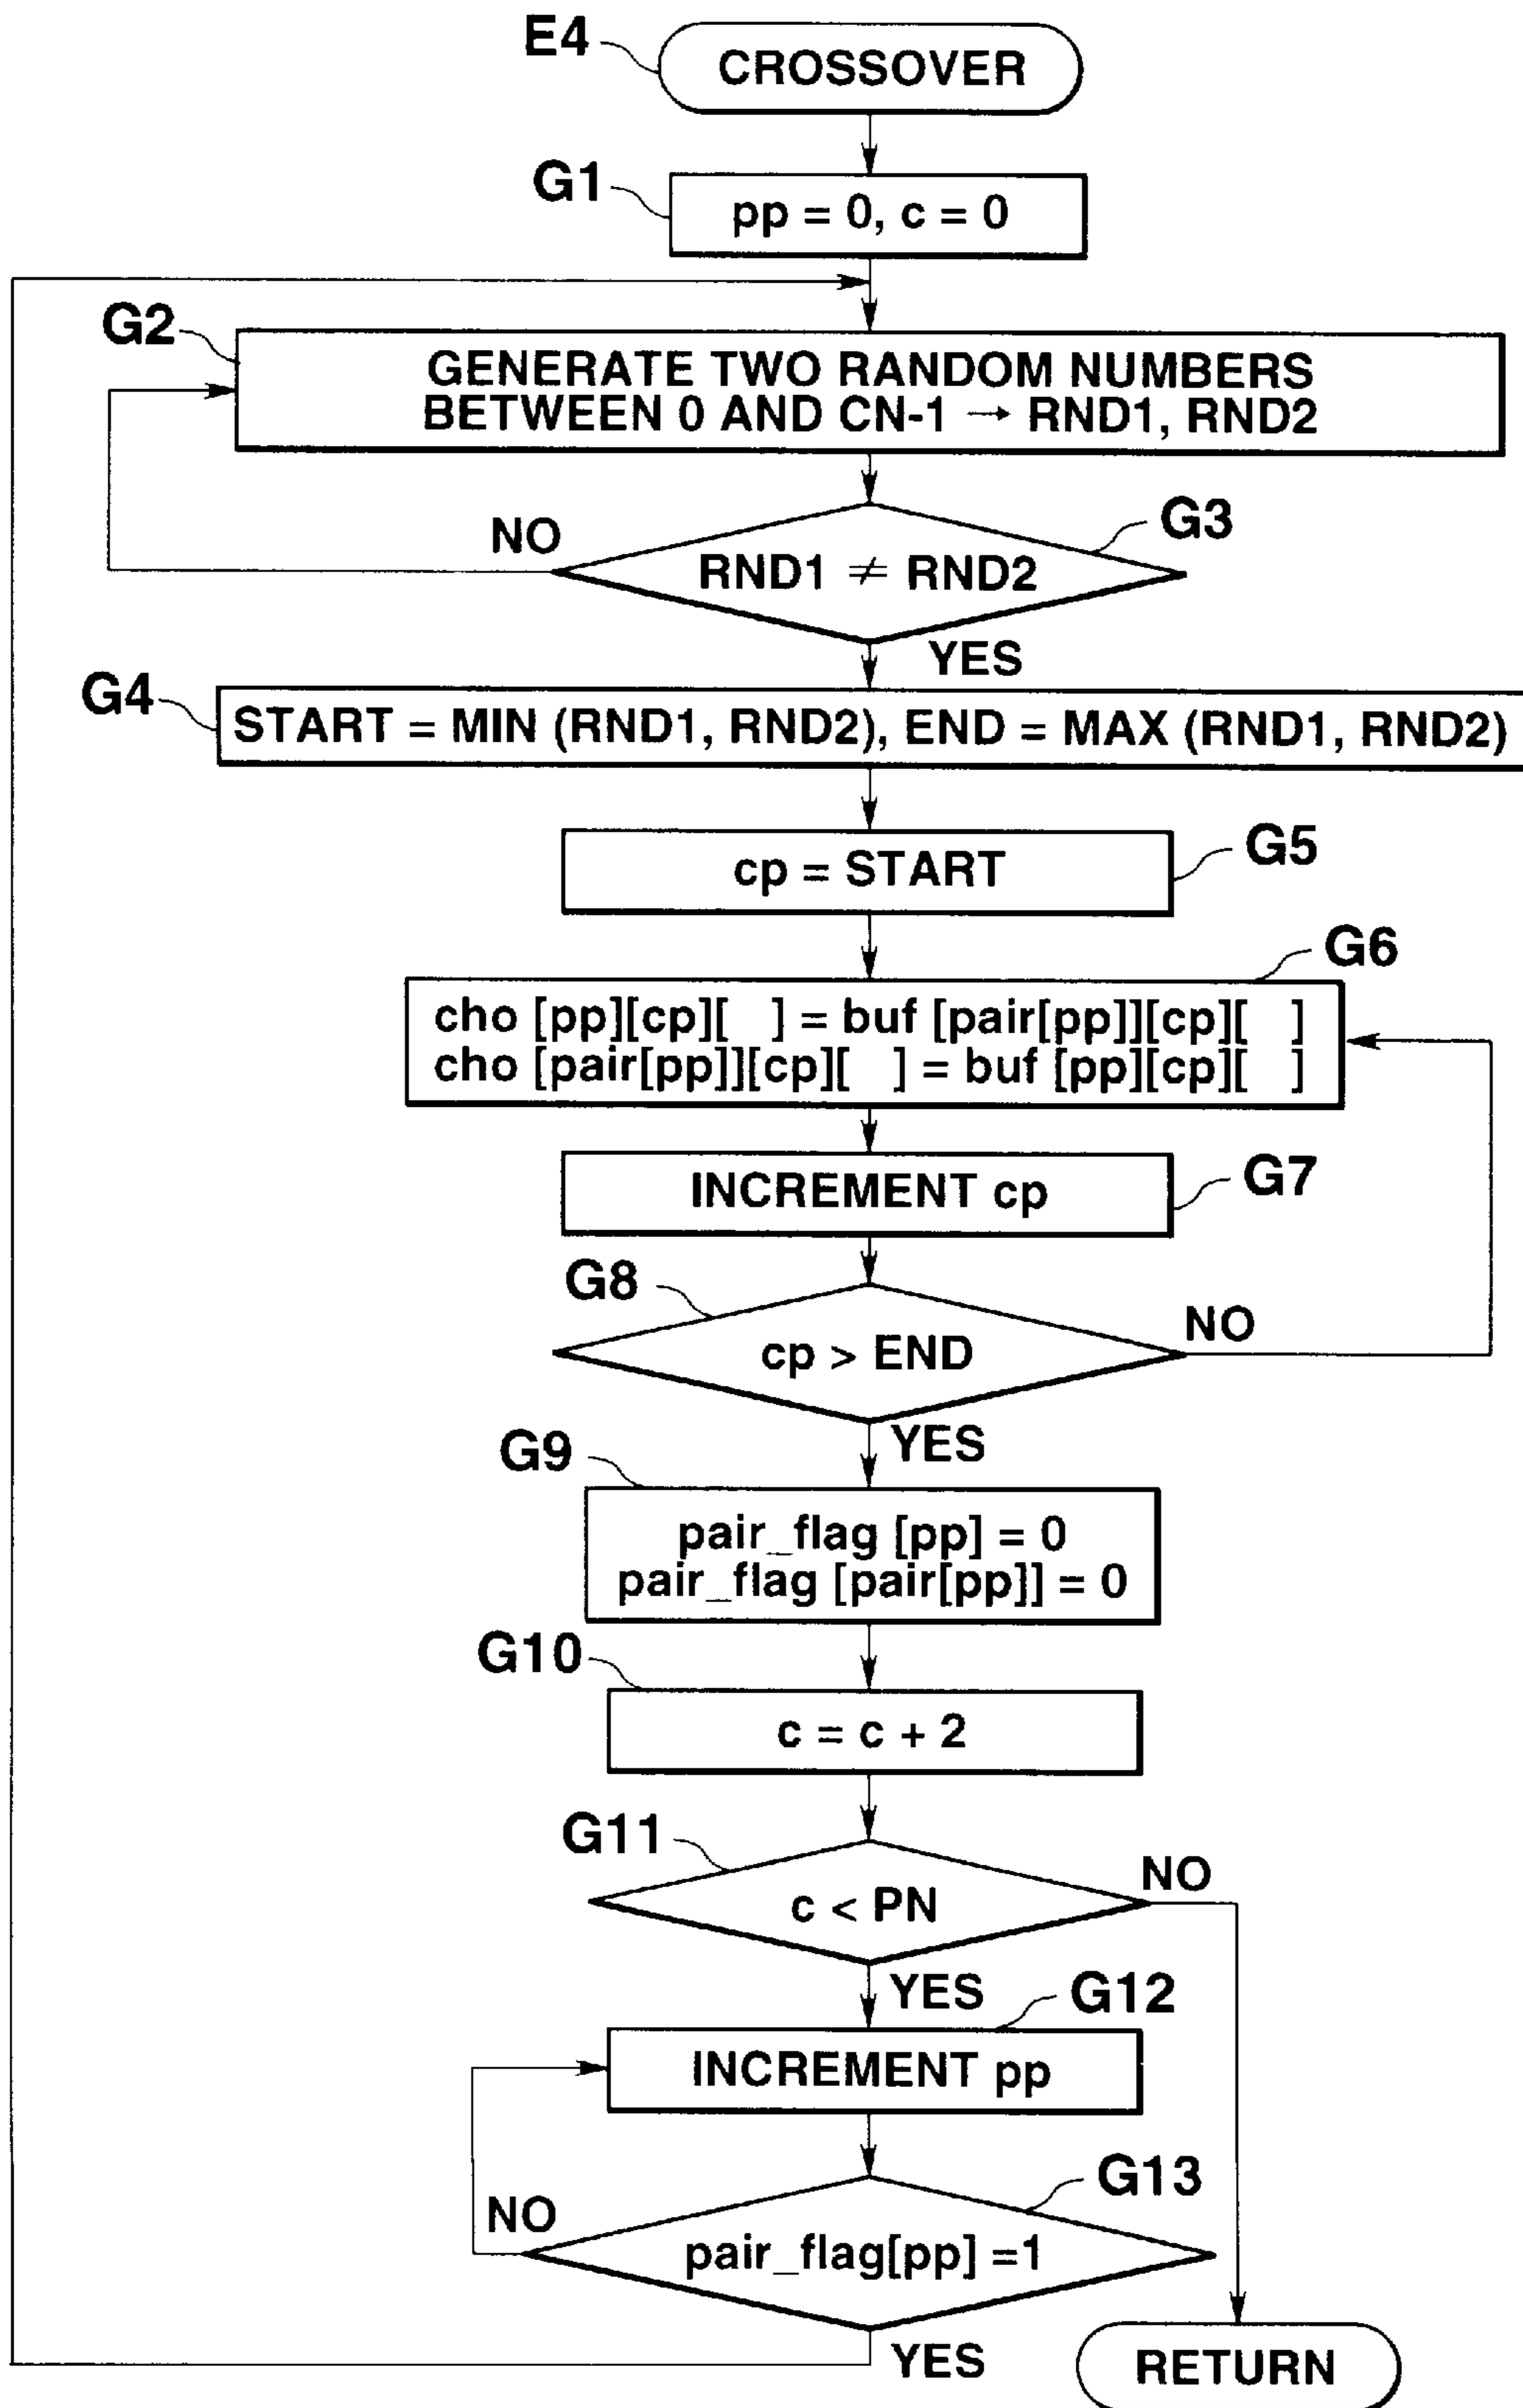 E4
CROSSOVER
G1
pp = 0, c = 0
G2
GENERATE TWO RANDOM NUMBERS
BETWEEN 0 AND CN-1 → RND1, RND2
G3
NO
RND1 ≠ RND2
YES
G4
START = MIN (RND1, RND2), END = MAX (RND1, RND2)
G5
cp = START
G6
cho [pp][cp][ ] = buf [pair[pp]][cp][ ]
cho [pair[pp]][cp][ ] = buf [pp][cp][ ]
G7
INCREMENT cp
G8
NO
cp > END
YES
G9
pair_flag [pp] = 0
pair_flag [pair[pp]] = 0
G10
c = c + 2
G11
NO
c < PN
YES
G12
INCREMENT pp
G13
NO
pair_flag[pp] =1
YES
RETURN